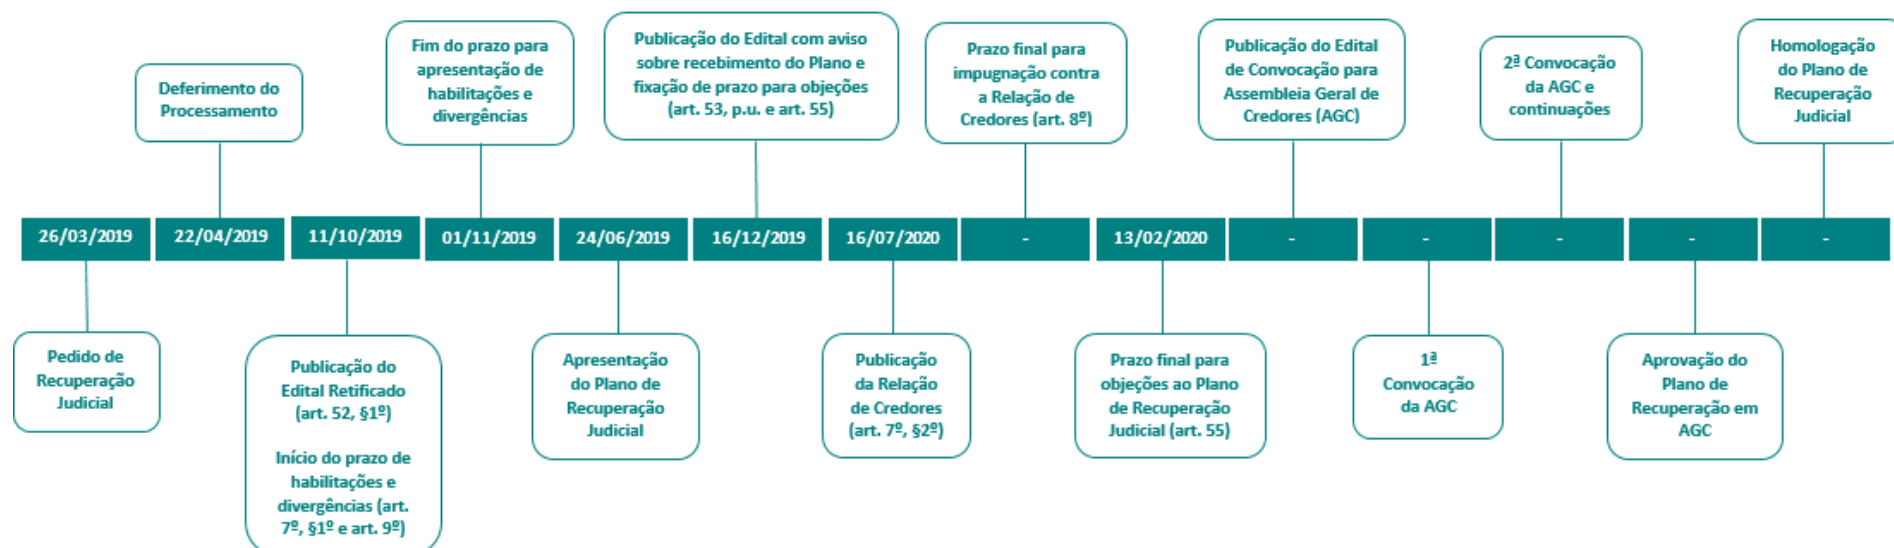 Deferimento do
Processamento
Fim do prazo para
apresentação de
habilitações e
divergências
Publicação do Edital com aviso
sobre recebimento do Plano e
fixação de prazo para objeções
(art. 53, p.u. e art. 55)
Prazo final para
impugnação contra
a Relação de
Credores (art. 8º)
Publicação do Edital
de Convocação para
Assembleia Geral de
Credores (AGC)
2ª Convocação
da AGC e
continuações
Homologação
do Plano de
Recuperação
Judicial
26/03/2019
22/04/2019
11/10/2019
01/11/2019
24/06/2019
16/12/2019
16/07/2020
-
13/02/2020
-
-
-
-
-
Pedido de
Recuperação
Judicial
Publicação do
Edital Retificado
(art. 52, §1º)
Início do prazo de
habilitações e
divergências (art.
7º, §1º e art. 9º)
Apresentação
do Plano de
Recuperação
Judicial
Publicação
da Relação
de Credores
(art. 7º, §2º)
Prazo final para
objeções ao Plano
de Recuperação
Judicial (art. 55)
1ª
Convocação
da AGC
Aprovação do
Plano de
Recuperação em
AGC